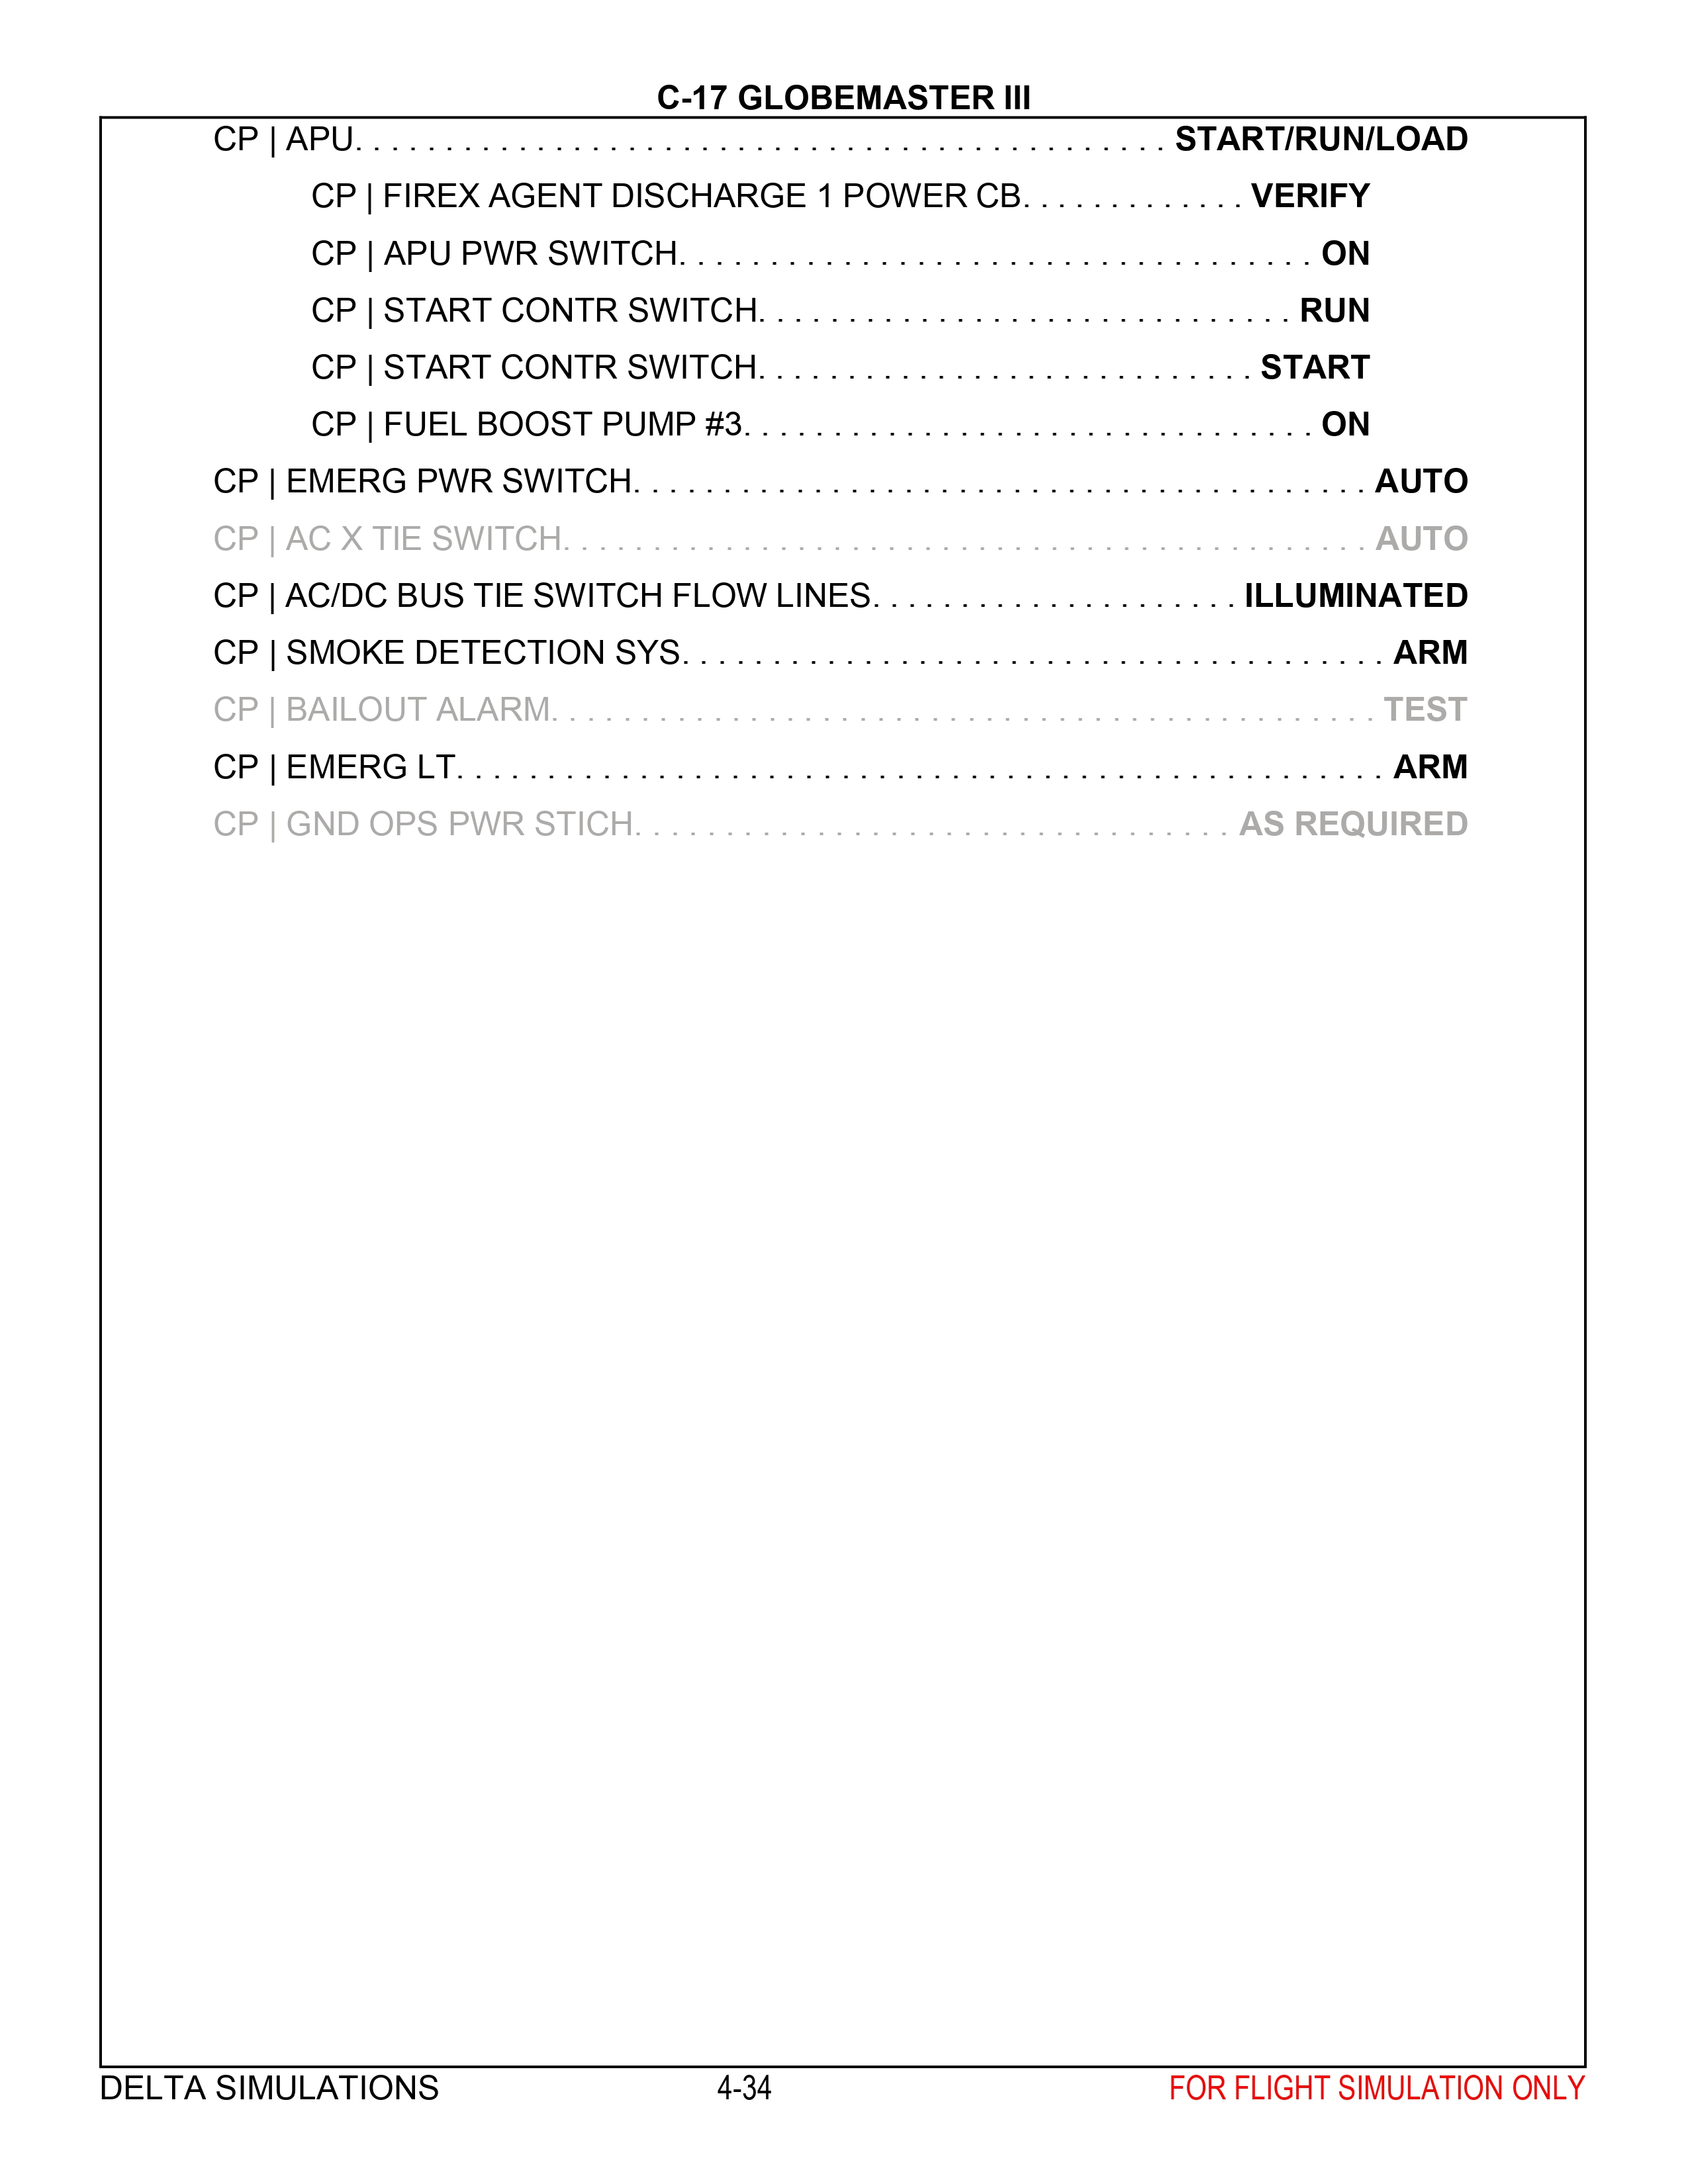 C-17 GLOBEMASTER III
CP | APU. . . . . . . . . . . . . . . . . . . . . . . . . . . . . . . . . . . . . . . . . . . . . START/RUN/LOAD
CP | FIREX AGENT DISCHARGE 1 POWER CB. . . . . . . . . . . . . VERIFY
CP | APU PWR SWITCH. . . . . . . . . . . . . . . . . . . . . . . . . . . . . . . . . . . ON
CP | START CONTR SWITCH. . . . . . . . . . . . . . . . . . . . . . . . . . . . . . RUN
CP | START CONTR SWITCH. . . . . . . . . . . . . . . . . . . . . . . . . . . START
CP | FUEL BOOST PUMP #3. . . . . . . . . . . . . . . . . . . . . . . . . . . . . . . . ON
CP | EMERG PWR SWITCH. . . . . . . . . . . . . . . . . . . . . . . . . . . . . . . . . . . . . . . . . AUTO
CP | AC X TIE SWITCH. . . . . . . . . . . . . . . . . . . . . . . . . . . . . . . . . . . . . . . . . . . . . AUTO
CP | AC/DC BUS TIE SWITCH FLOW LINES. . . . . . . . . . . . . . . . . . . . ILLUMINATED
CP | SMOKE DETECTION SYS. . . . . . . . . . . . . . . . . . . . . . . . . . . . . . . . . . . . . . . ARM
CP | BAILOUT ALARM. . . . . . . . . . . . . . . . . . . . . . . . . . . . . . . . . . . . . . . . . . . . . . TEST
CP | EMERG LT. . . . . . . . . . . . . . . . . . . . . . . . . . . . . . . . . . . . . . . . . . . . . . . . . . . . ARM
CP | GND OPS PWR STICH. . . . . . . . . . . . . . . . . . . . . . . . . . . . . . . . . AS REQUIRED
DELTA SIMULATIONS 4-34 FOR FLIGHT SIMULATION ONLY